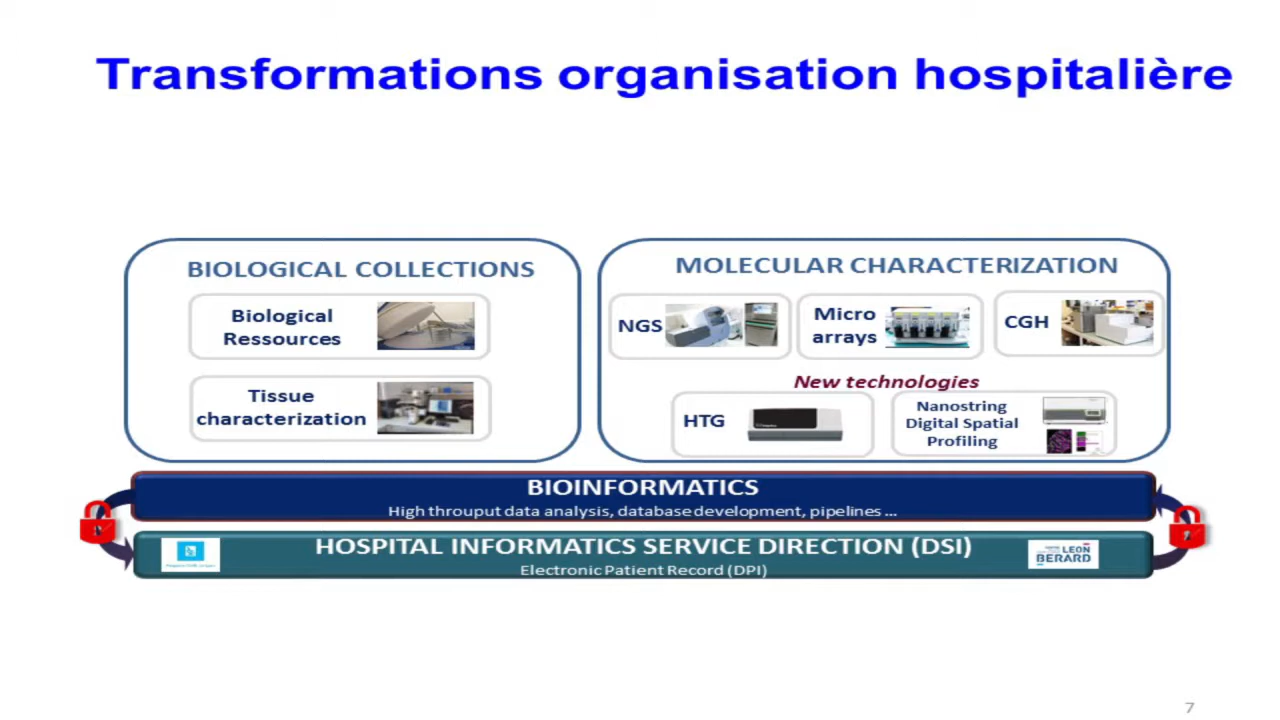 Transformations organisation hospitalière
BIOLOGICAL COLLECTIONS
Biological
Ressources
Tissue
characterization
MOLECULAR CHARACTERIZATION
NGS
Micro
arrays
CGH
New technologies
HTG
Nanostring
Digital Spatial
Profiling
BIOINFORMATICS
High throuput data analysis, database development, pipelines ...
HOSPITAL INFORMATICS SERVICE DIRECTION (DSI)
Electronic Patient Record (DPI)
LEON
BERARD
7